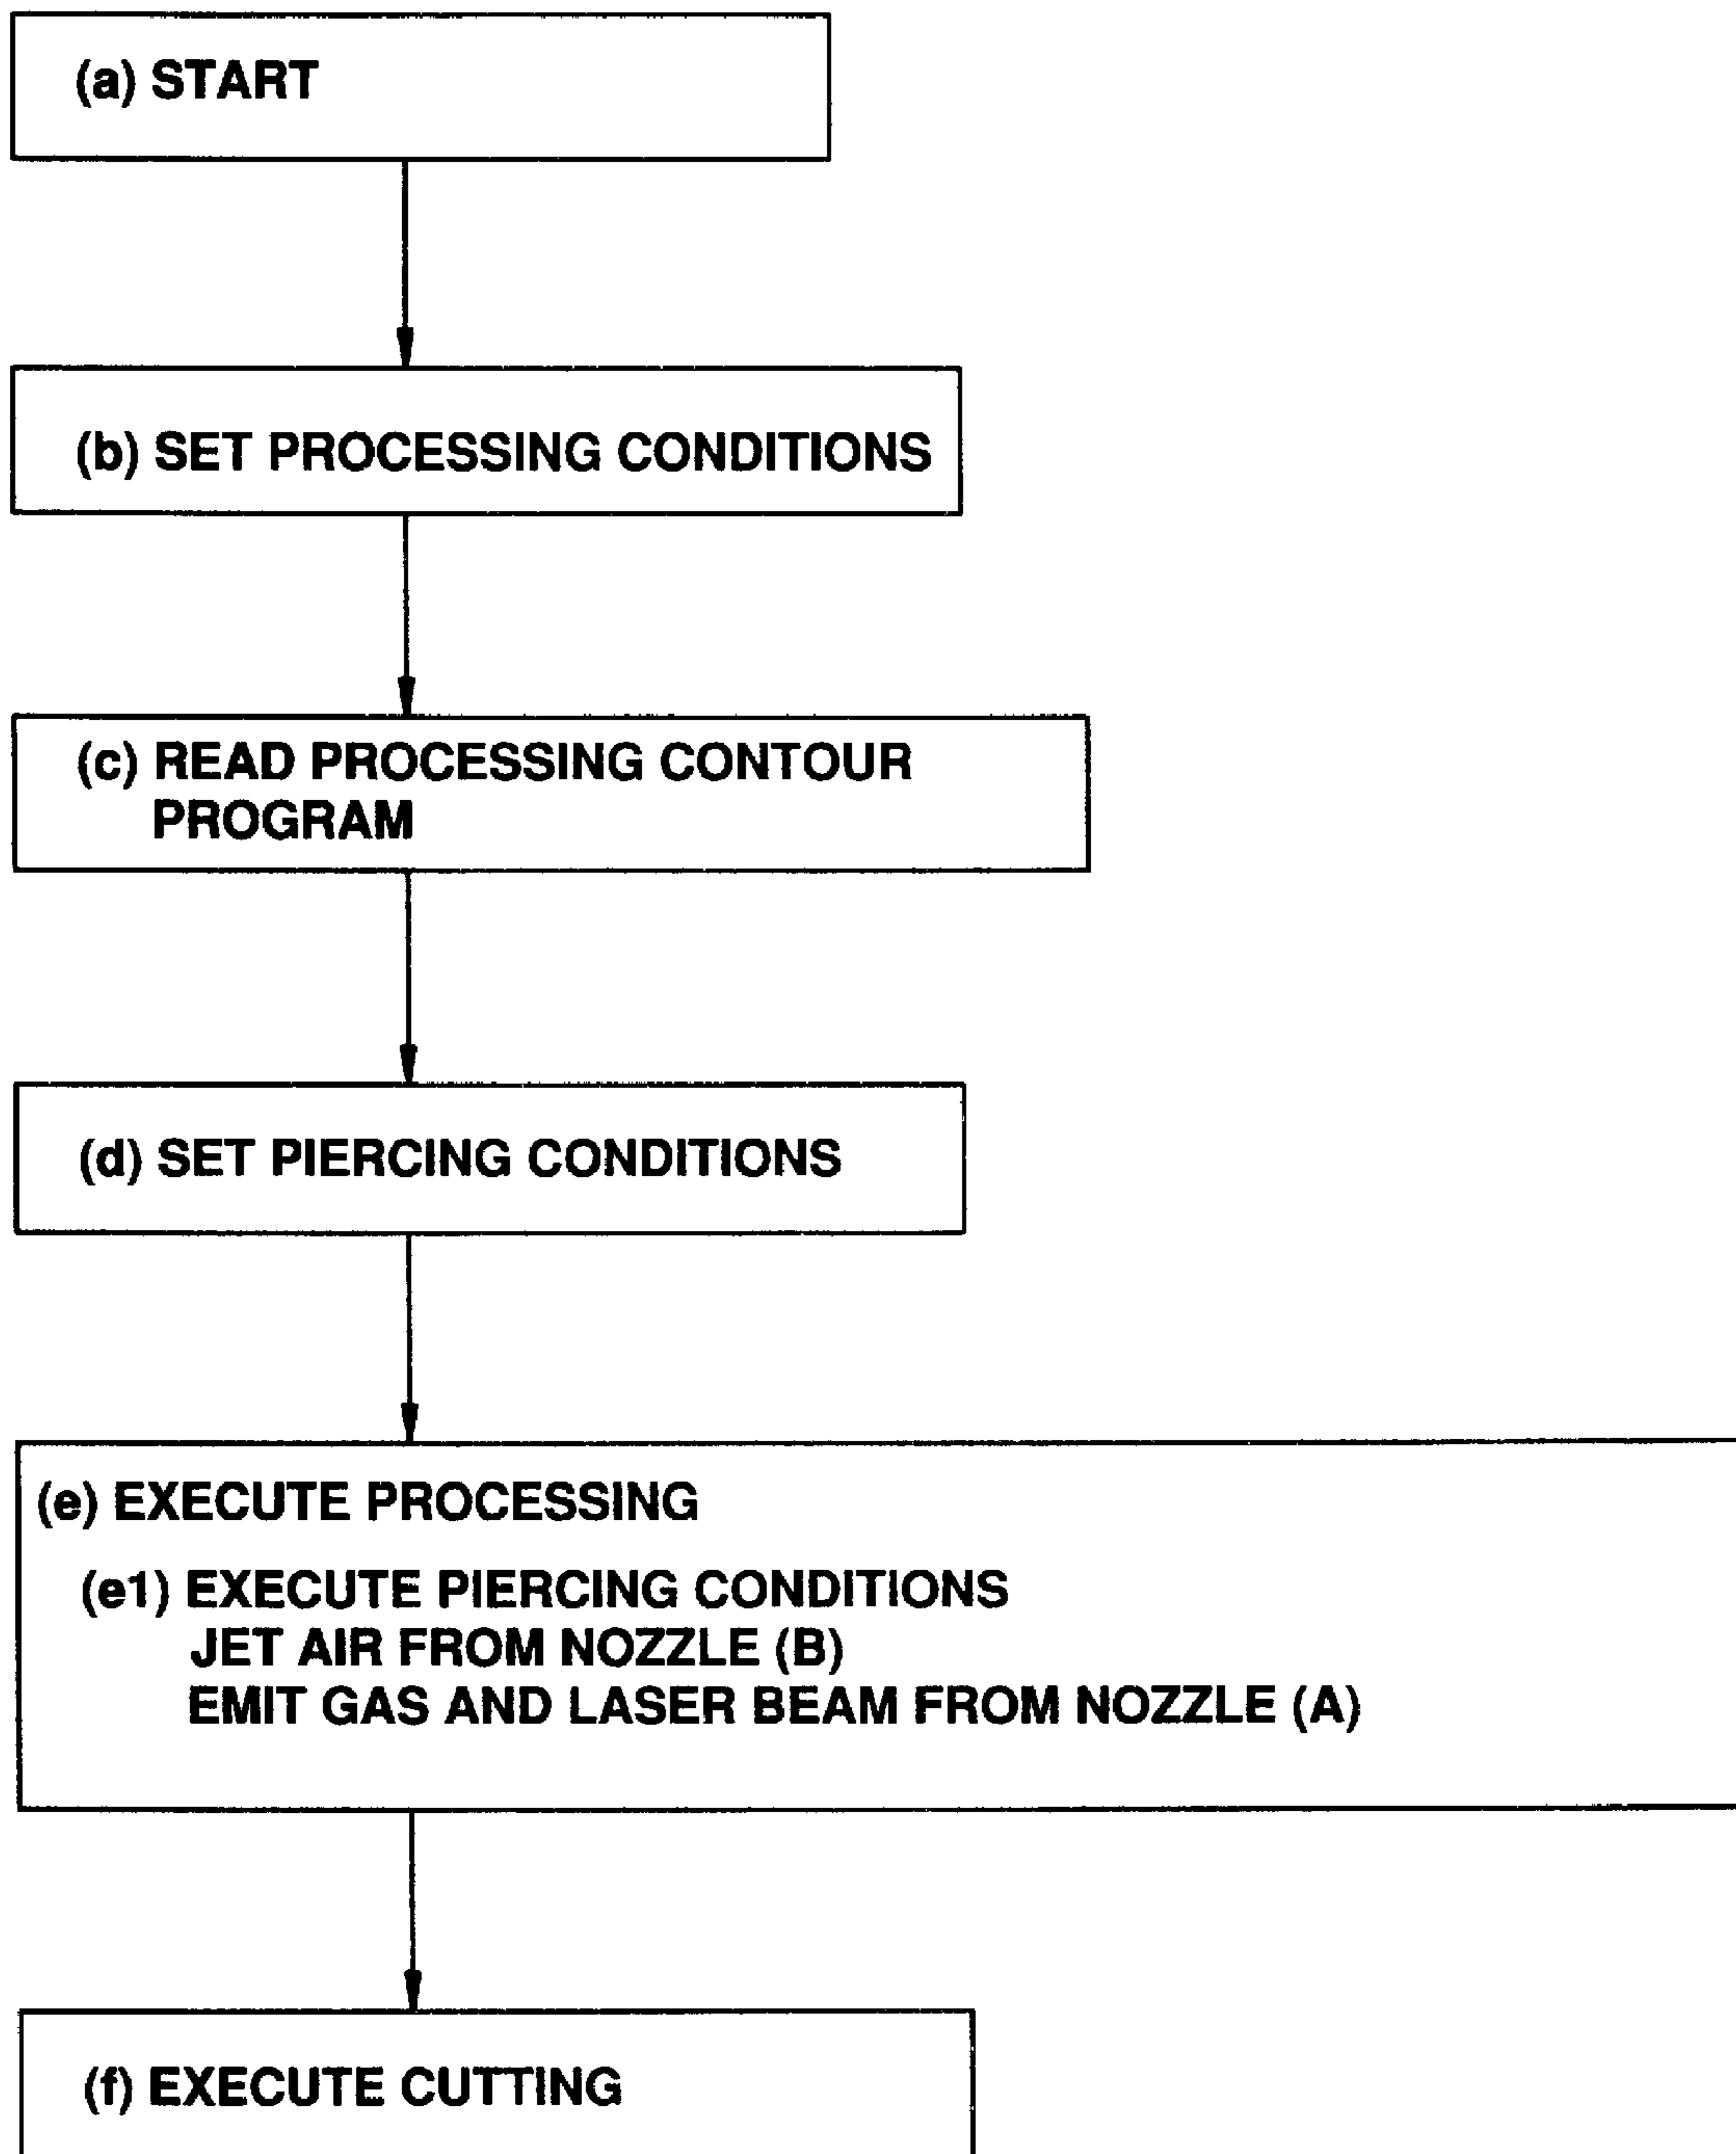 (a) START
(b) SET PROCESSING CONDITIONS
(c) READ PROCESSING CONTOUR
PROGRAM
(d) SET PIERCING CONDITIONS
(e) EXECUTE PROCESSING
(e1) EXECUTE PIERCING CONDITIONS
JET AIR FROM NOZZLE (B)
EMIT GAS AND LASER BEAM FROM NOZZLE (A)
(f) EXECUTE CUTTING